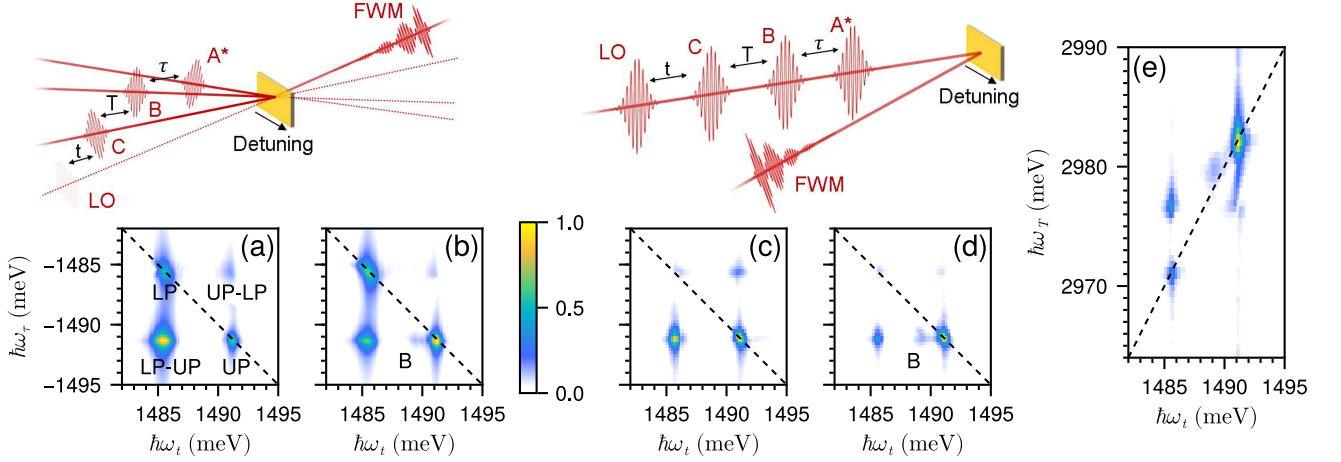 FWM
A*
τ
T
B
C
t
LO
Detuning
LO
C
B
A*
t
T
τ
Detuning
FWM
(a)
LP
UP-LP
LP-UP
UP
−1485
−1490
−1495
ħω_τ (meV)
1485
1490
1495
ħω_t (meV)
(b)
B
1485
1490
1495
ħω_t (meV)
1.0
0.5
0.0
(c)
1485
1490
1495
ħω_t (meV)
(d)
B
1485
1490
1495
ħω_t (meV)
(e)
2990
2980
2970
ħω_T (meV)
1485
1490
1495
ħω_t (meV)